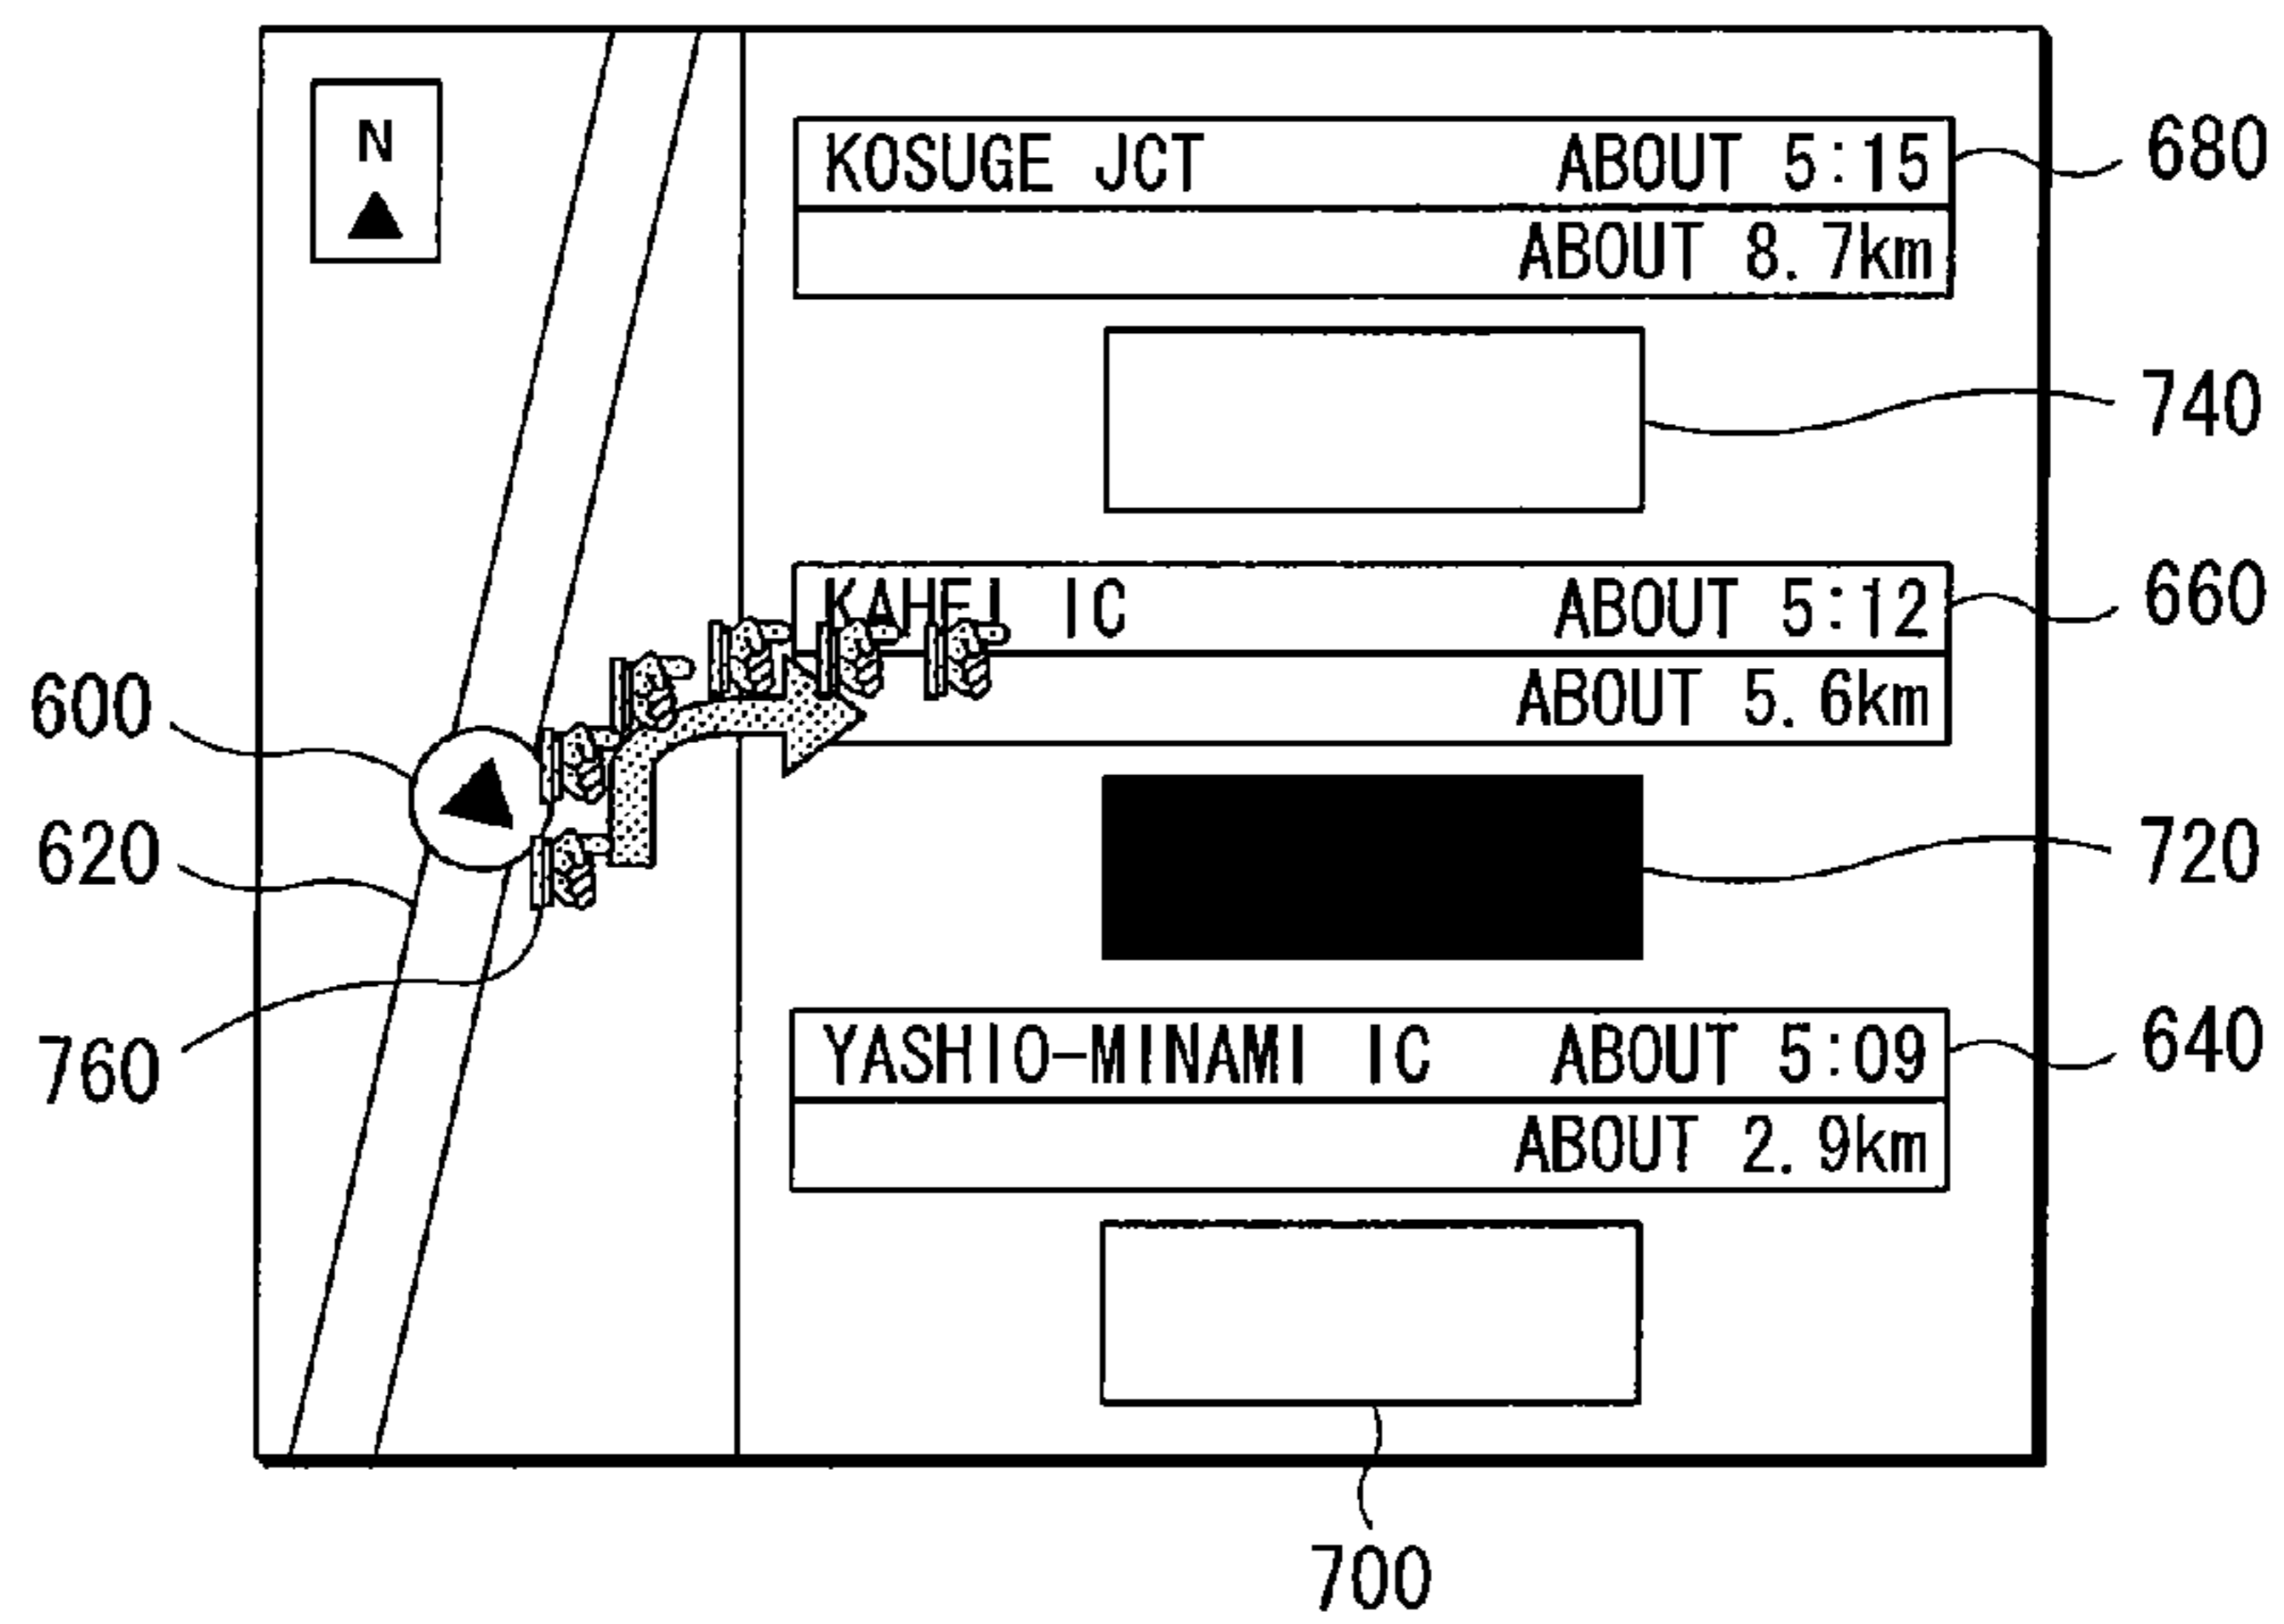 N
KOSUGE JCT ABOUT 5:15
ABOUT 8.7km
680
740
KAHEI IC ABOUT 5:12
ABOUT 5.6km
660
600
620
720
760
YASHIO-MINAMI IC ABOUT 5:09
ABOUT 2.9km
640
700